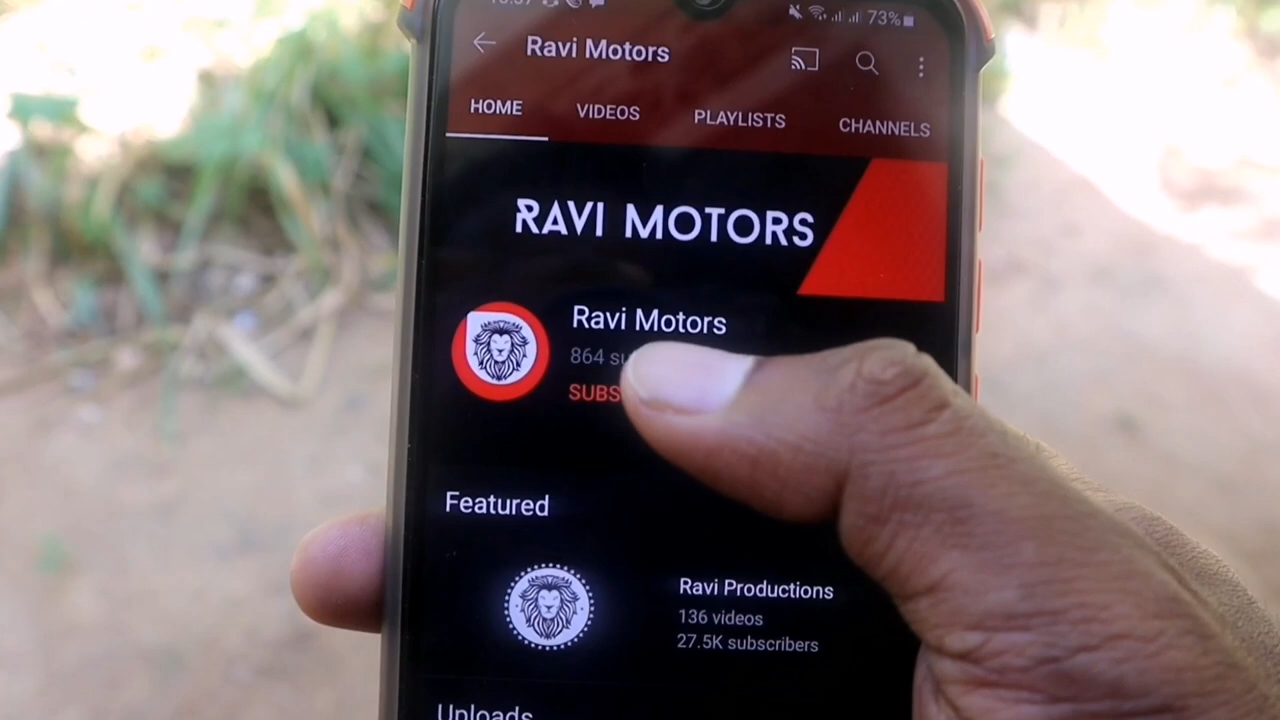 73%
Ravi Motors
HOME VIDEOS PLAYLISTS CHANNELS
RAVI MOTORS
Ravi Motors
864
Featured
Ravi Productions
136 videos
27.5K subscribers
Uploads